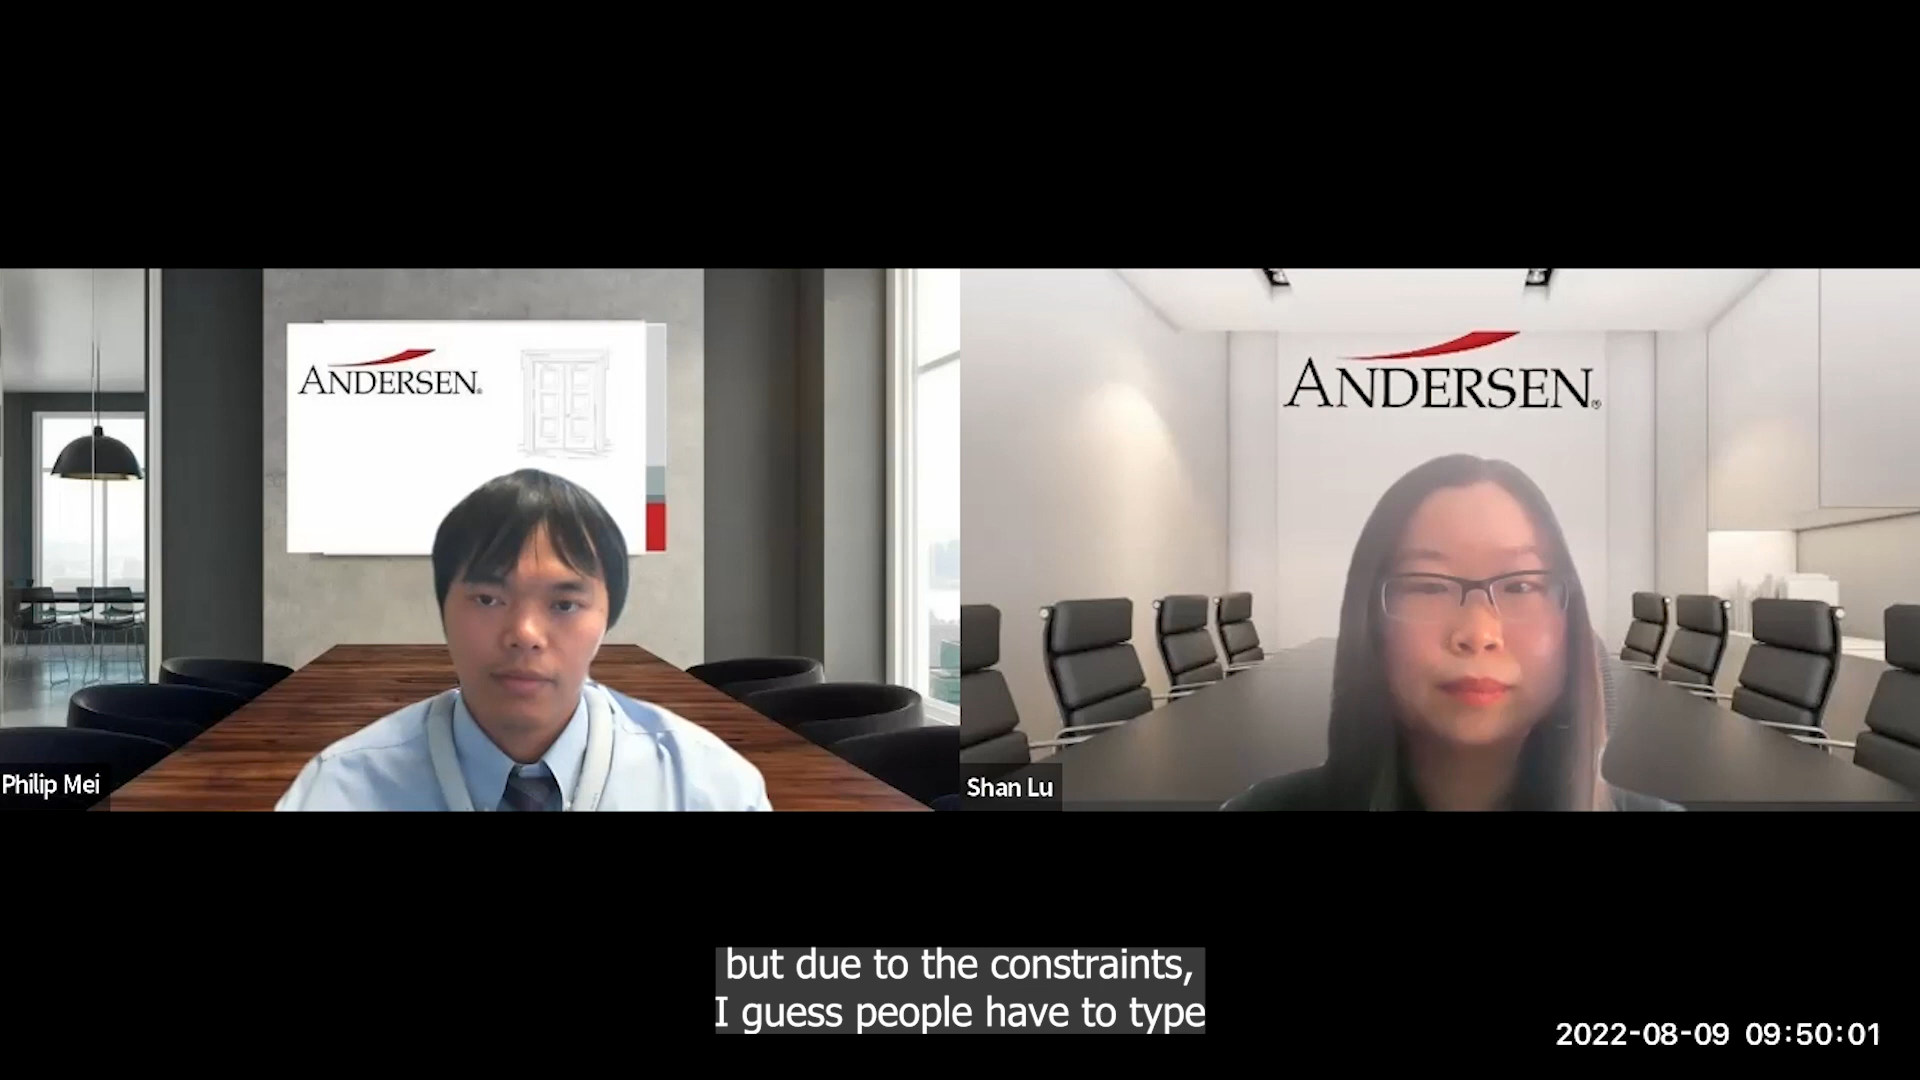 ANDERSEN®
ANDERSEN®
Philip Mei
Shan Lu
but due to the constraints,
I guess people have to type
2022-08-09 09:50:01